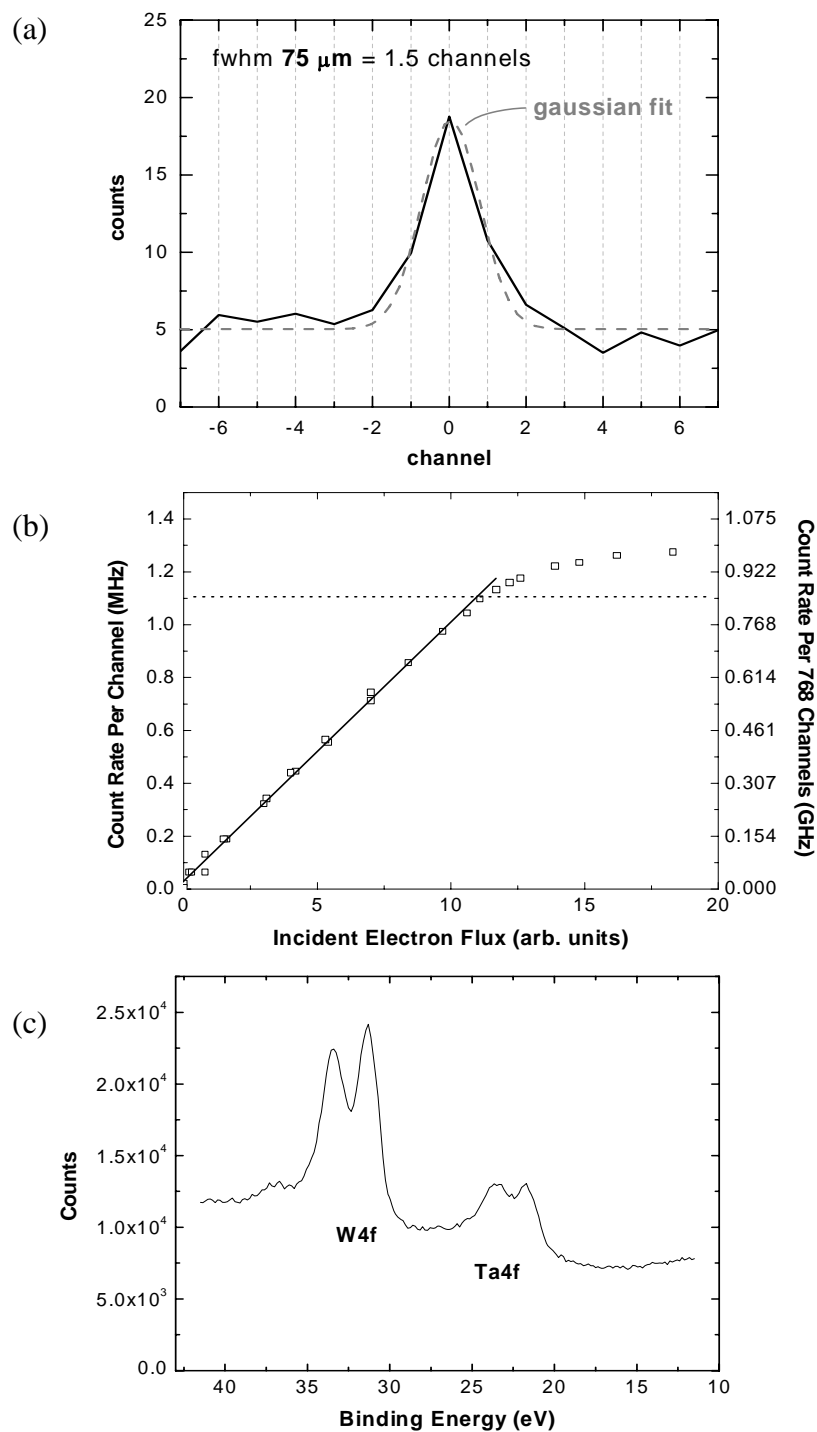 (a)
25
20
15
10
5
0
counts
fwhm 75 μm = 1.5 channels
gaussian fit
-6 -4 -2 0 2 4 6
channel
(b)
1.4
1.2
1.0
0.8
0.6
0.4
0.2
0.0
Count Rate Per Channel (MHz)
1.075
0.922
0.768
0.614
0.461
0.307
0.154
0.000
Count Rate Per 768 Channels (GHz)
0 5 10 15 20
Incident Electron Flux (arb. units)
(c)
2.5x10⁴
2.0x10⁴
1.5x10⁴
1.0x10⁴
5.0x10³
0.0
Counts
W4f
Ta4f
40 35 30 25 20 15 10
Binding Energy (eV)